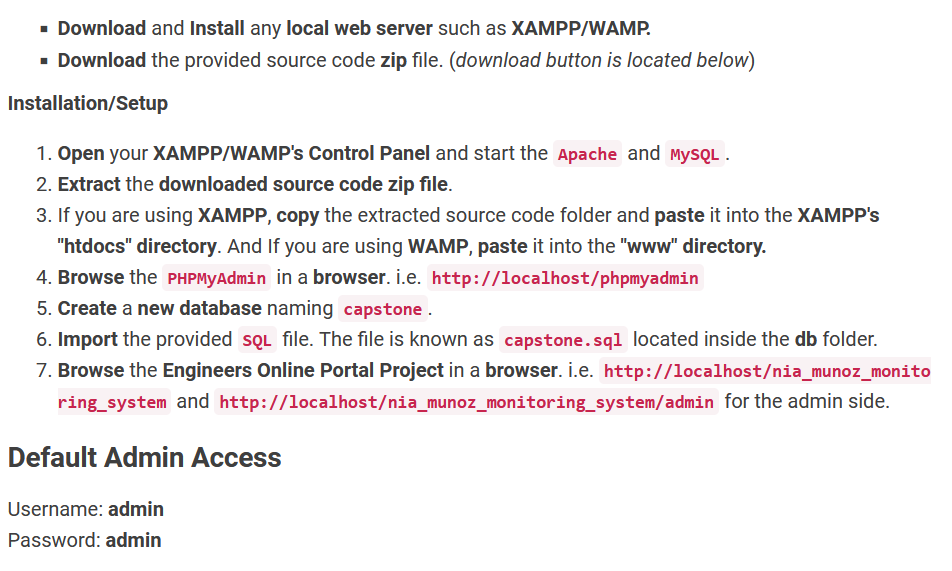 ▪ Download and Install any local web server such as XAMPP/WAMP.
▪ Download the provided source code zip file. (download button is located below)
Installation/Setup
1. Open your XAMPP/WAMP's Control Panel and start the Apache and MySQL .
2. Extract the downloaded source code zip file.
3. If you are using XAMPP, copy the extracted source code folder and paste it into the XAMPP's
"htdocs" directory. And If you are using WAMP, paste it into the "www" directory.
4. Browse the PHPMyAdmin in a browser. i.e. http://localhost/phpmyadmin
5. Create a new database naming capstone .
6. Import the provided SQL file. The file is known as capstone.sql located inside the db folder.
7. Browse the Engineers Online Portal Project in a browser. i.e. http://localhost/nia_munoz_monito
ring_system and http://localhost/nia_munoz_monitoring_system/admin for the admin side.
Default Admin Access
Username: admin
Password: admin